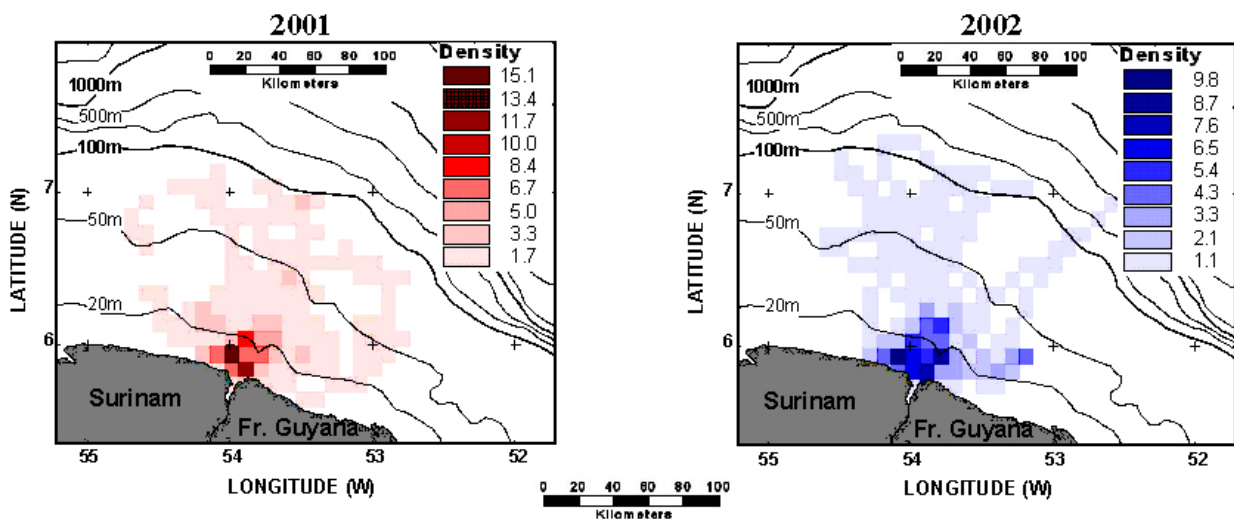 2001
0 20 40 60 80 100
Kilometers
Density
15.1
13.4
11.7
10.0
8.4
6.7
5.0
3.3
1.7
1000m
500m
100m
50m
20m
7
6
LATITUDE (N)
Surinam
Fr. Guyana
55 54 53 52
LONGITUDE (W)
2002
0 20 40 60 80 100
Kilometers
Density
9.8
8.7
7.6
6.5
5.4
4.3
3.3
2.1
1.1
1000m
500m
100m
50m
20m
7
6
LATITUDE (N)
Surinam
Fr. Guyana
55 54 53 52
LONGITUDE (W)
0 20 40 60 80 100
Kilometers